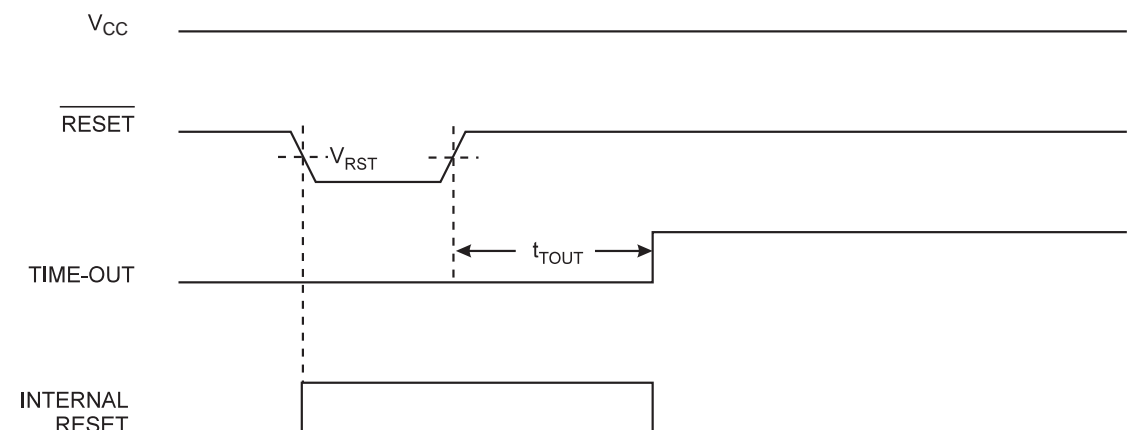 VCC
RESET
VRST
tTOUT
TIME-OUT
INTERNAL
RESET